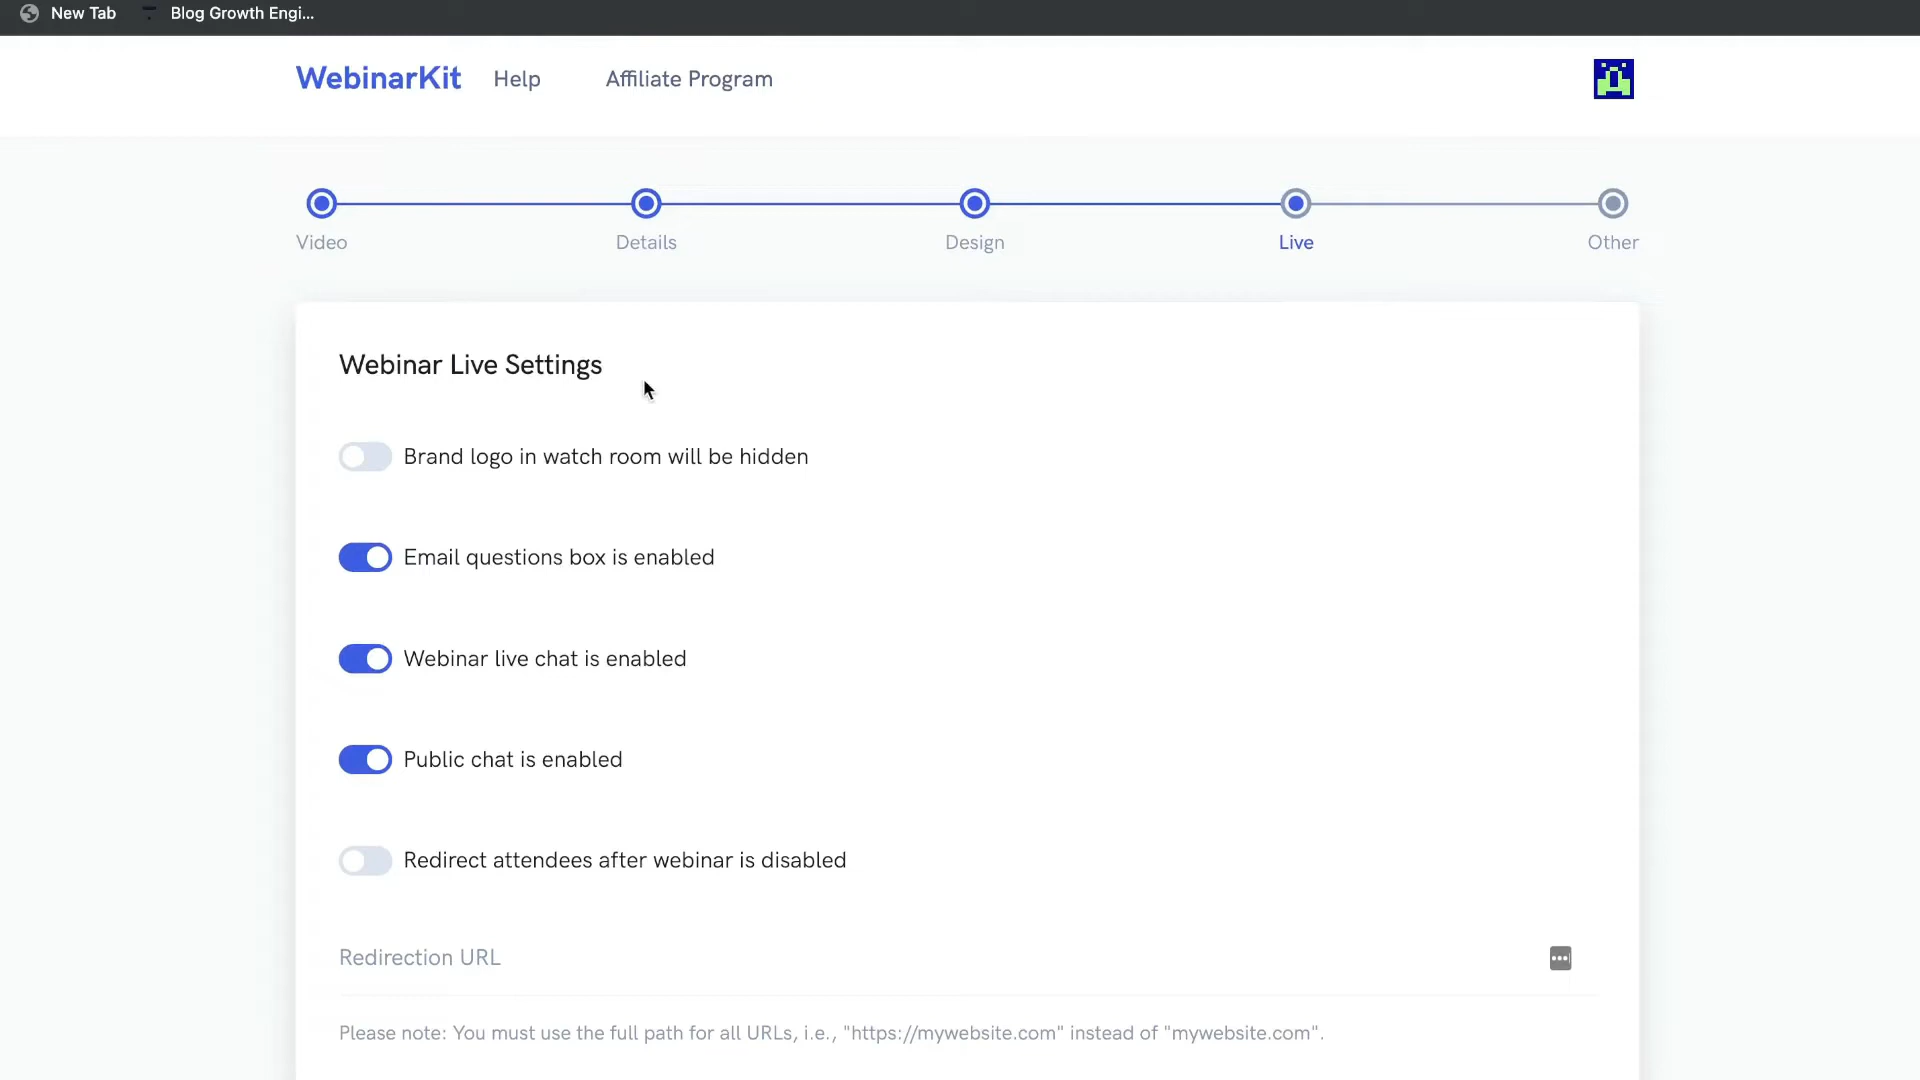 New Tab
Blog Growth Engi...
WebinarKit Help Affiliate Program
Video Details Design Live Other
Webinar Live Settings
Brand logo in watch room will be hidden
Email questions box is enabled
Webinar live chat is enabled
Public chat is enabled
Redirect attendees after webinar is disabled
Redirection URL
Please note: You must use the full path for all URLs, i.e., "https://mywebsite.com" instead of "mywebsite.com".